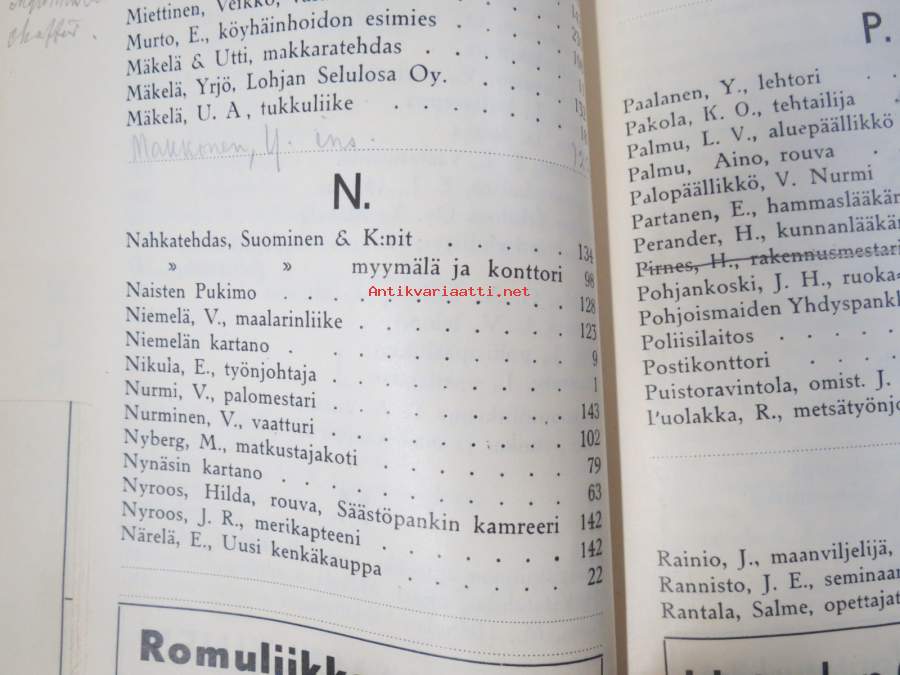 Miettinen, Veikko,
Murto, E., köyhäinhoidon esimies
Mäkelä & Utti, makkaratehdas
Mäkelä, Yrjö, Lohjan Selulosa Oy.
Mäkelä, U. A, tukkuliike
Makkonen, Y. ins.
N.
Nahkatehdas, Suominen & K:nit . . 134
» » myymälä ja konttori 98
Naisten Pukimo . . . . . . . . . . 128
Niemelä, V., maalarinliike . . . . . . . 123
Niemelän kartano . . . . . . . . . 9
Nikula, E., työnjohtaja . . . . . . . . 1
Nurmi, V., palomestari . . . . . . . . 143
Nurminen, V., vaatturi . . . . . . . . 102
Nyberg, M., matkustajakoti . . . . . . . 79
Nynäsin kartano . . . . . . . . . . 63
Nyroos, Hilda, rouva, Säästöpankin kamreeri 142
Nyroos, J. R., merikapteeni . . . . . . . 142
Närelä, E., Uusi kenkäkauppa . . . . . . 22
Antikvariaatti.net
P.
Paalanen, Y., lehtori . .
Pakola, K. O., tehtailija
Palmu, L. V., aluepäällikkö
Palmu, Aino, rouva .
Palopäällikkö, V. Nurmi
Partanen, E., hammaslääkär
Perander, H., kunnanlääkär
Pirnes, H., rakennusmestari
Pohjankoski, J. H., ruoka-
Pohjoismaiden Yhdyspankk
Poliisilaitos . . .
Postikonttori . . .
Puistoravintola, omist. J.
Puolakka, R., metsätyönjo
Rainio, J., maanviljelijä,
Rannisto, J. E., seminaar
Rantala, Salme, opettajat